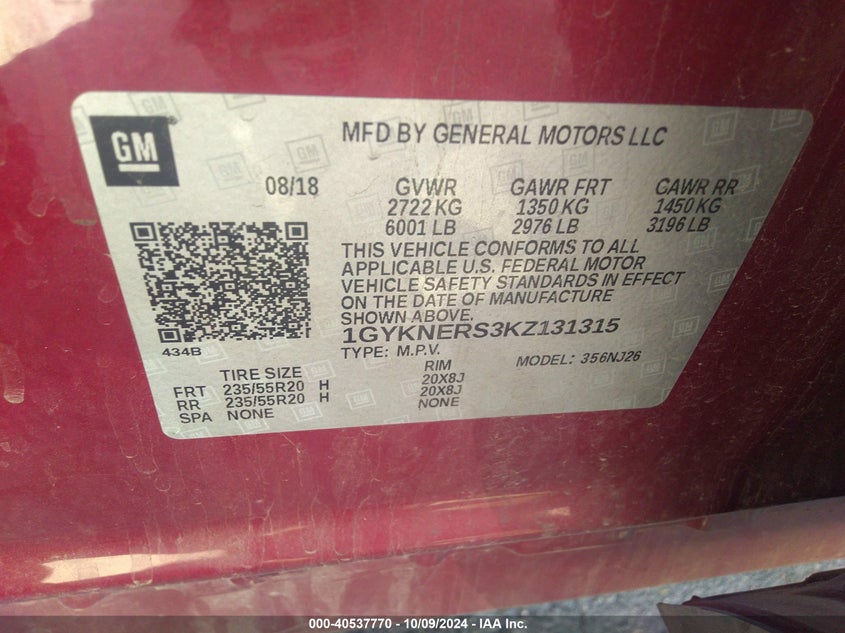 GM
MFD BY GENERAL MOTORS LLC
08/18 GVWR GAWR FRT GAWR RR
2722 KG 1350 KG 1450 KG
6001 LB 2976 LB 3196 LB
THIS VEHICLE CONFORMS TO ALL
APPLICABLE U.S. FEDERAL MOTOR
VEHICLE SAFETY STANDARDS IN EFFECT
ON THE DATE OF MANUFACTURE
SHOWN ABOVE.
1GYKNERS3KZ131315
434B TYPE: M.P.V. MODEL: 356NJ26
TIRE SIZE RIM
FRT 235/55R20 H 20X8J
RR 235/55R20 H 20X8J
SPA NONE NONE
000-40537770 - 10/09/2024 - IAA Inc.